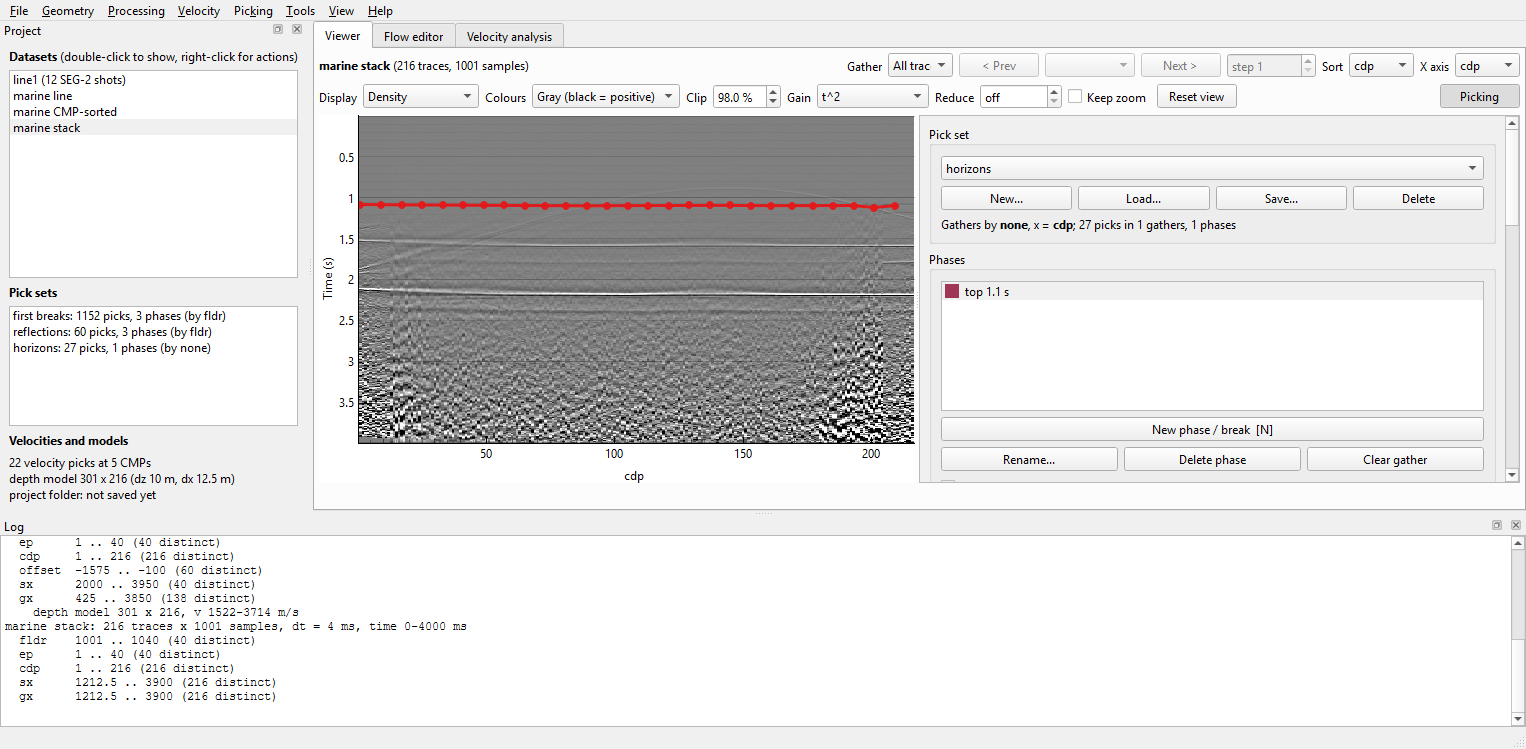 File Geometry Processing Velocity Picking Tools View Help
Project
Datasets (double-click to show, right-click for actions)
line1 (12 SEG-2 shots)
marine line
marine CMP-sorted
marine stack
Pick sets
first breaks: 1152 picks, 3 phases (by fldr)
reflections: 60 picks, 3 phases (by fldr)
horizons: 27 picks, 1 phases (by none)
Velocities and models
22 velocity picks at 5 CMPs
depth model 301 x 216 (dz 10 m, dx 12.5 m)
project folder: not saved yet
Viewer Flow editor Velocity analysis
marine stack (216 traces, 1001 samples) Gather All trac < Prev Next > step 1 Sort cdp X axis cdp
Display Density Colours Gray (black = positive) Clip 98.0 % Gain t^2 Reduce off Keep zoom Reset view Picking
0.5
1
1.5
2
2.5
3
3.5
Time (s)
50 100 150 200
cdp
Pick set
horizons
New... Load... Save... Delete
Gathers by none, x = cdp; 27 picks in 1 gathers, 1 phases
Phases
top 1.1 s
New phase / break [N]
Rename... Delete phase Clear gather
Log
ep 1 .. 40 (40 distinct)
cdp 1 .. 216 (216 distinct)
offset -1575 .. -100 (60 distinct)
sx 2000 .. 3950 (40 distinct)
gx 425 .. 3850 (138 distinct)
depth model 301 x 216, v 1522-3714 m/s
marine stack: 216 traces x 1001 samples, dt = 4 ms, time 0-4000 ms
fldr 1001 .. 1040 (40 distinct)
ep 1 .. 40 (40 distinct)
cdp 1 .. 216 (216 distinct)
sx 1212.5 .. 3900 (216 distinct)
gx 1212.5 .. 3900 (216 distinct)